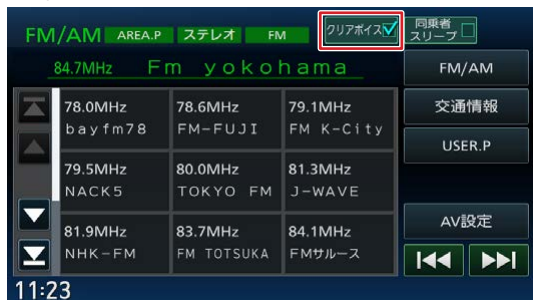 FM/AM AREA.P ステレオ FM クリアボイス 同乗者
スリープ
84.7MHz Fm yokohama FM/AM
78.0MHz 78.6MHz 79.1MHz 交通情報
bayfm78 FM-FUJI FM K-City
USER.P
79.5MHz 80.0MHz 81.3MHz
NACK5 TOKYO FM J-WAVE
81.9MHz 83.7MHz 84.1MHz AV設定
NHK-FM FM TOTSUKA FMサルース
11:23